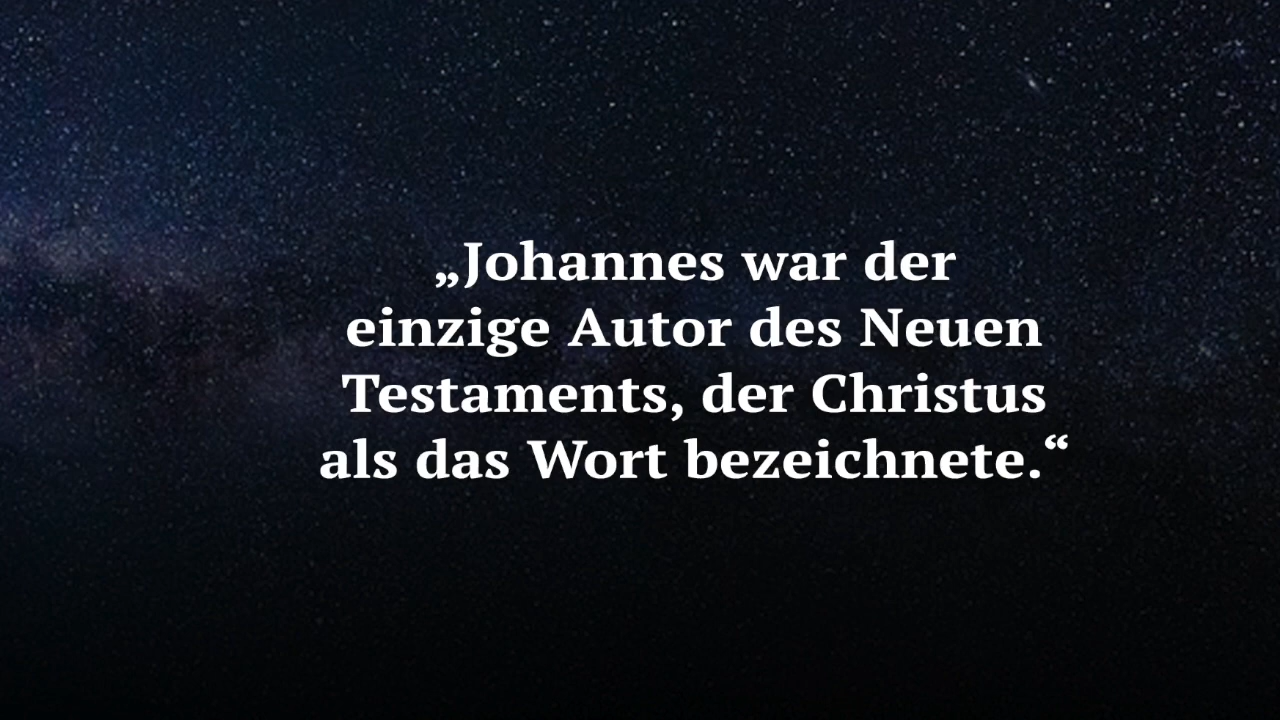 „Johannes war der
einzige Autor des Neuen
Testaments, der Christus
als das Wort bezeichnete.“